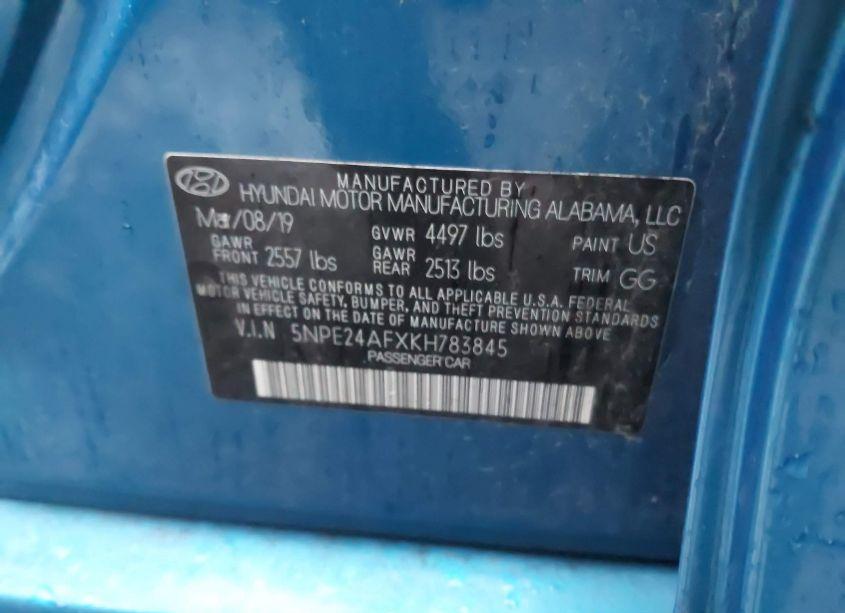 MANUFACTURED BY
HYUNDAI MOTOR MANUFACTURING ALABAMA, LLC
Mar/08/19 GVWR 4497 lbs PAINT US
GAWR FRONT 2557 lbs GAWR REAR 2513 lbs TRIM GG
THIS VEHICLE CONFORMS TO ALL APPLICABLE U.S.A. FEDERAL
MOTOR VEHICLE SAFETY, BUMPER, AND THEFT PREVENTION STANDARDS
IN EFFECT ON THE DATE OF MANUFACTURE SHOWN ABOVE
V.I.N 5NPE24AFXKH783845
PASSENGER CAR